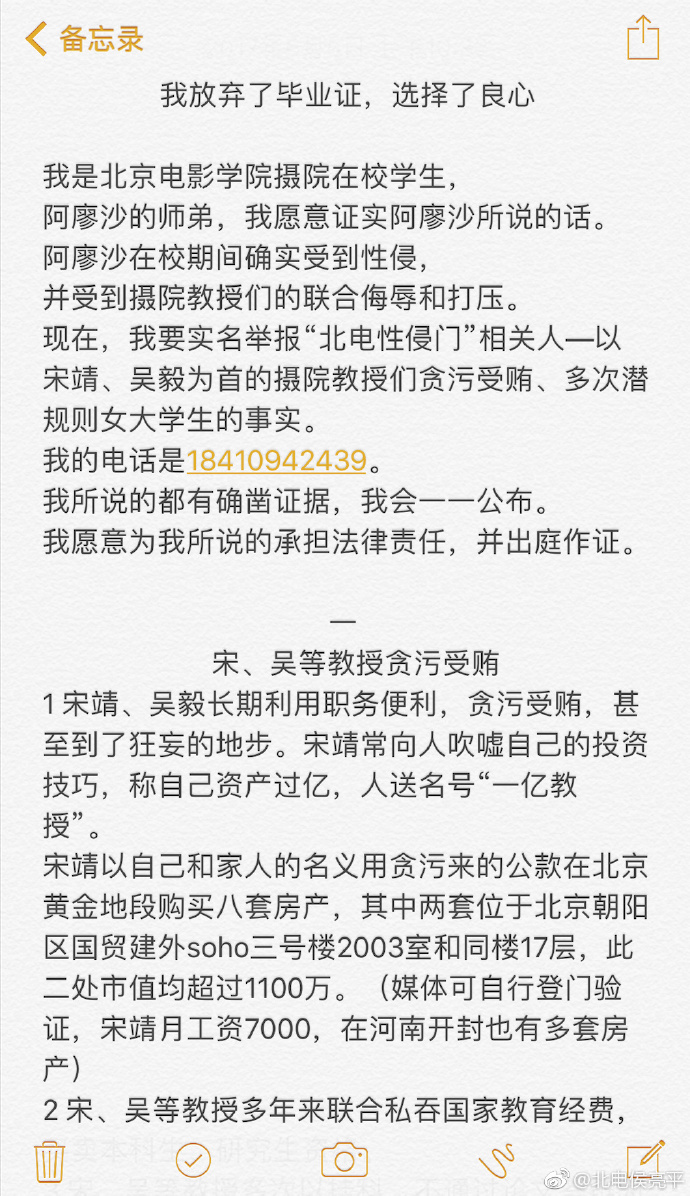 备忘录
我放弃了毕业证，选择了良心
我是北京电影学院摄院在校学生，
阿廖沙的师弟，我愿意证实阿廖沙所说的话。
阿廖沙在校期间确实受到性侵，
并受到摄院教授们的联合侮辱和打压。
现在，我要实名举报“北电性侵门”相关人—以
宋靖、吴毅为首的摄院教授们贪污受贿、多次潜
规则女大学生的事实。
我的电话是18410942439。
我所说的都有确凿证据，我会一一公布。
我愿意为我所说的承担法律责任，并出庭作证。
一
宋、吴等教授贪污受贿
1 宋靖、吴毅长期利用职务便利，贪污受贿，甚
至到了狂妄的地步。宋靖常向人吹嘘自己的投资
技巧，称自己资产过亿，人送名号“一亿教
授”。
宋靖以自己和家人的名义用贪污来的公款在北京
黄金地段购买八套房产，其中两套位于北京朝阳
区国贸建外soho三号楼2003室和同楼17层，此
二处市值均超过1100万。（媒体可自行登门验
证，宋靖月工资7000，在河南开封也有多套房
产）
2 宋、吴等教授多年来联合私吞国家教育经费，
卖本科生、研究生
@北电侯亮平